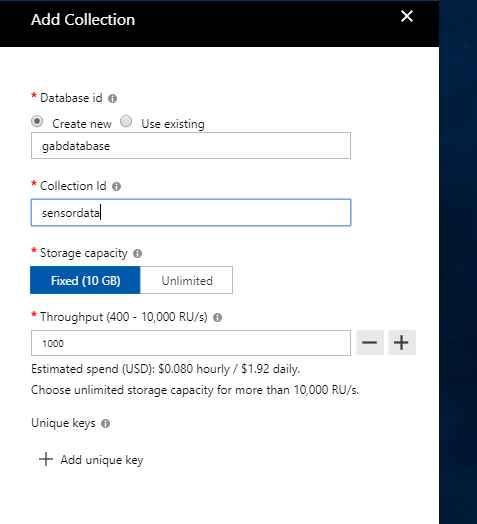 Add Collection
* Database id
Create new Use existing
gabdatabase
* Collection Id
sensordata
* Storage capacity
Fixed (10 GB) Unlimited
* Throughput (400 - 10,000 RU/s)
1000
Estimated spend (USD): $0.080 hourly / $1.92 daily.
Choose unlimited storage capacity for more than 10,000 RU/s.
Unique keys
Add unique key